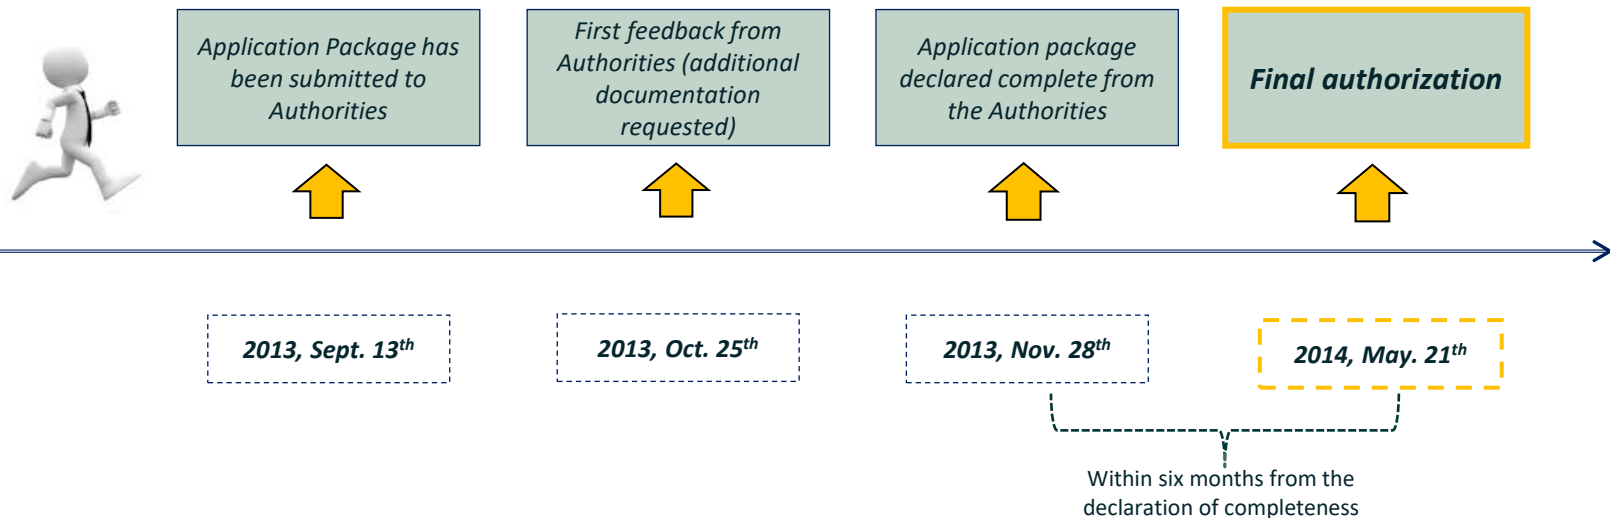 Application Package has
been submitted to
Authorities
First feedback from
Authorities (additional
documentation
requested)
Application package
declared complete from
the Authorities
Final authorization
2013, Sept. 13th
2013, Oct. 25th
2013, Nov. 28th
2014, May. 21th
Within six months from the
declaration of completeness